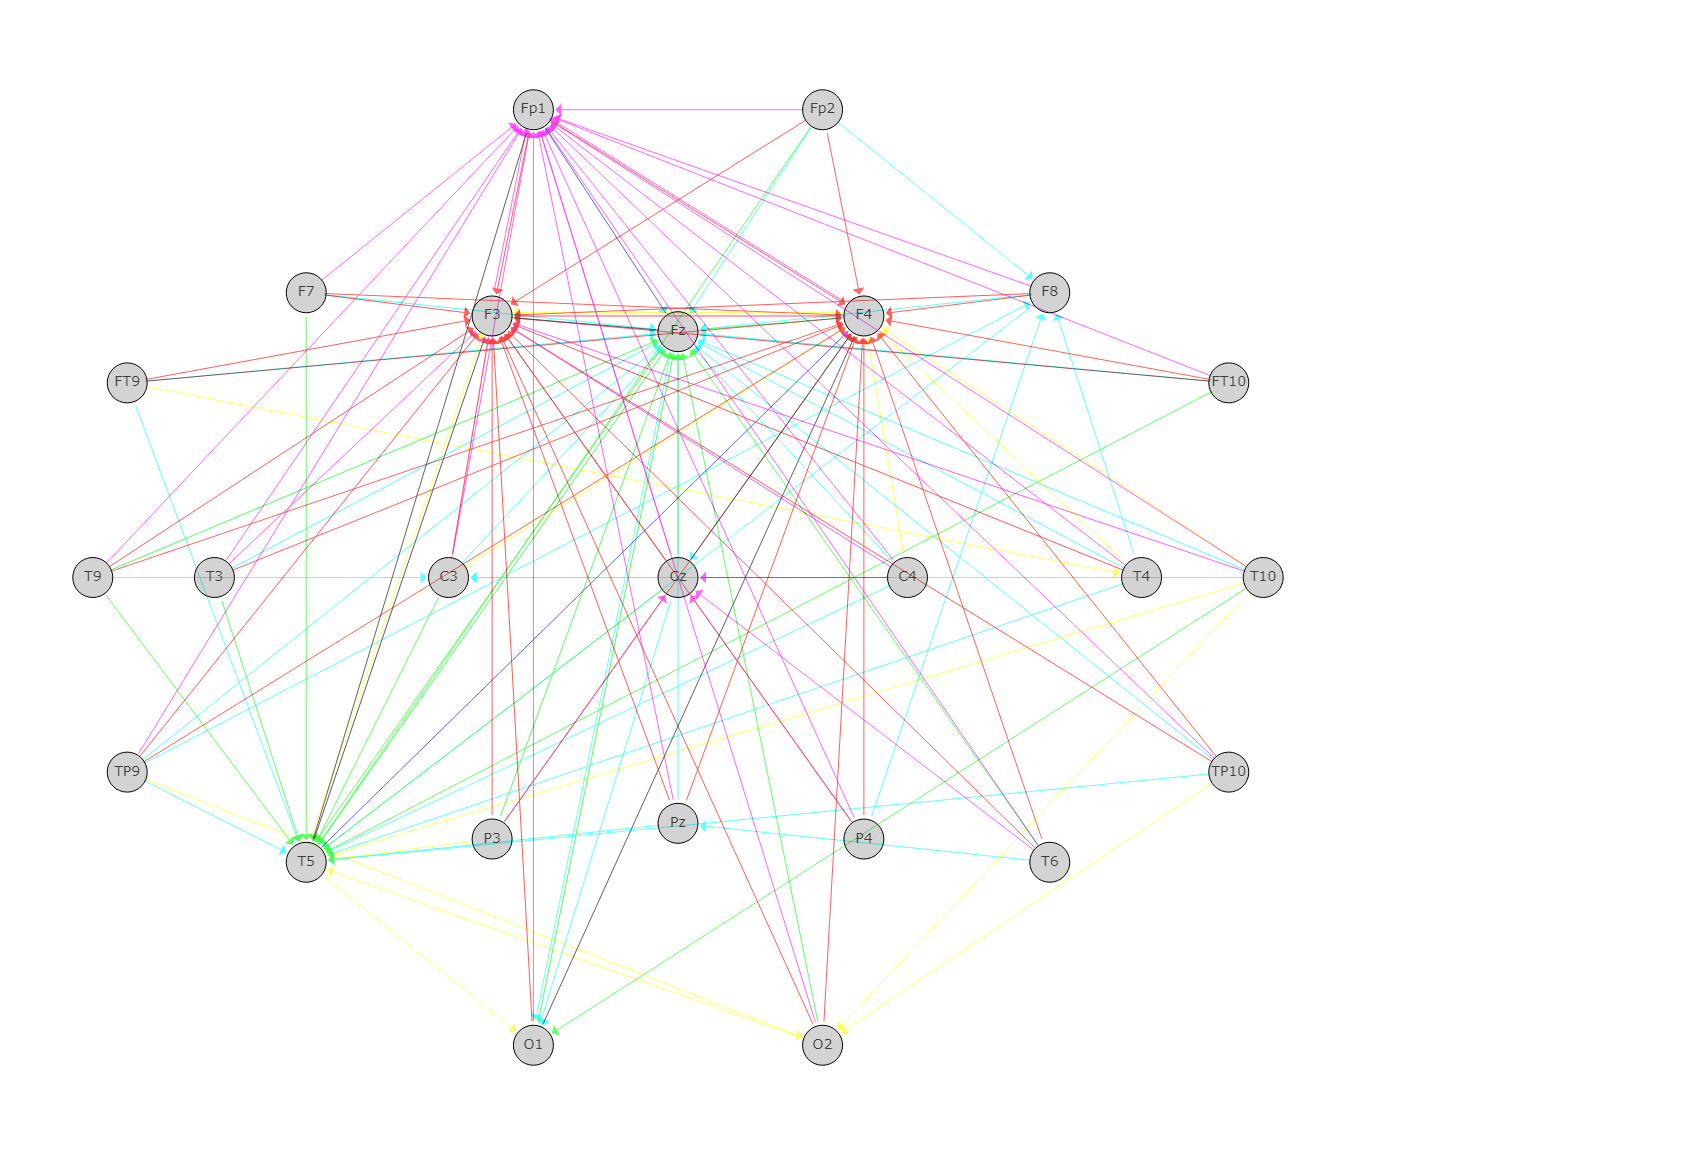 Fp1 Fp2
F7 F3 Fz F4 F8
FT9 FT10
T9 T3 C3 Cz C4 T4 T10
TP9 TP10
T5 P3 Pz P4 T6
O1 O2